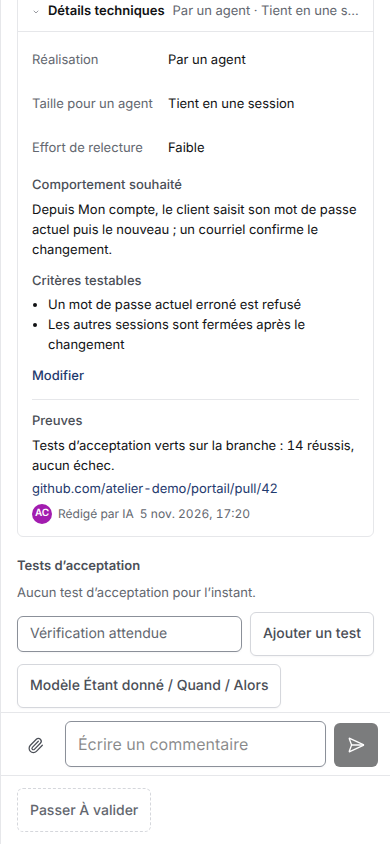 Détails techniques Par un agent · Tient en une s...
Réalisation Par un agent
Taille pour un agent Tient en une session
Effort de relecture Faible
Comportement souhaité
Depuis Mon compte, le client saisit son mot de passe
actuel puis le nouveau ; un courriel confirme le
changement.
Critères testables
• Un mot de passe actuel erroné est refusé
• Les autres sessions sont fermées après le
changement
Modifier
Preuves
Tests d’acceptation verts sur la branche : 14 réussis,
aucun échec.
github.com/atelier-demo/portail/pull/42
AC Rédigé par IA 5 nov. 2026, 17:20
Tests d’acceptation
Aucun test d’acceptation pour l’instant.
Vérification attendue Ajouter un test
Modèle Étant donné / Quand / Alors
Écrire un commentaire
Passer À valider